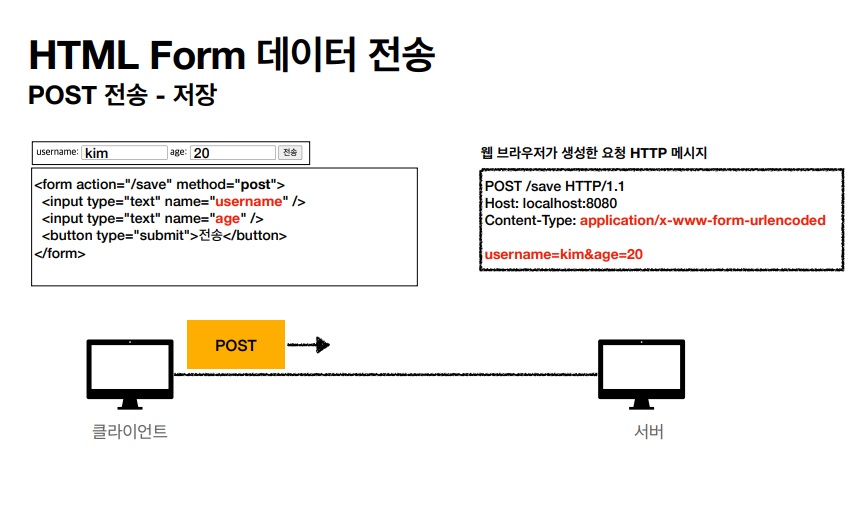 HTML Form 데이터 전송
POST 전송 - 저장
username: kim age: 20 전송
<form action="/save" method="post">
<input type="text" name="username" />
<input type="text" name="age" />
<button type="submit">전송</button>
</form>
웹 브라우저가 생성한 요청 HTTP 메시지
POST /save HTTP/1.1
Host: localhost:8080
Content-Type: application/x-www-form-urlencoded
username=kim&age=20
POST
클라이언트
서버